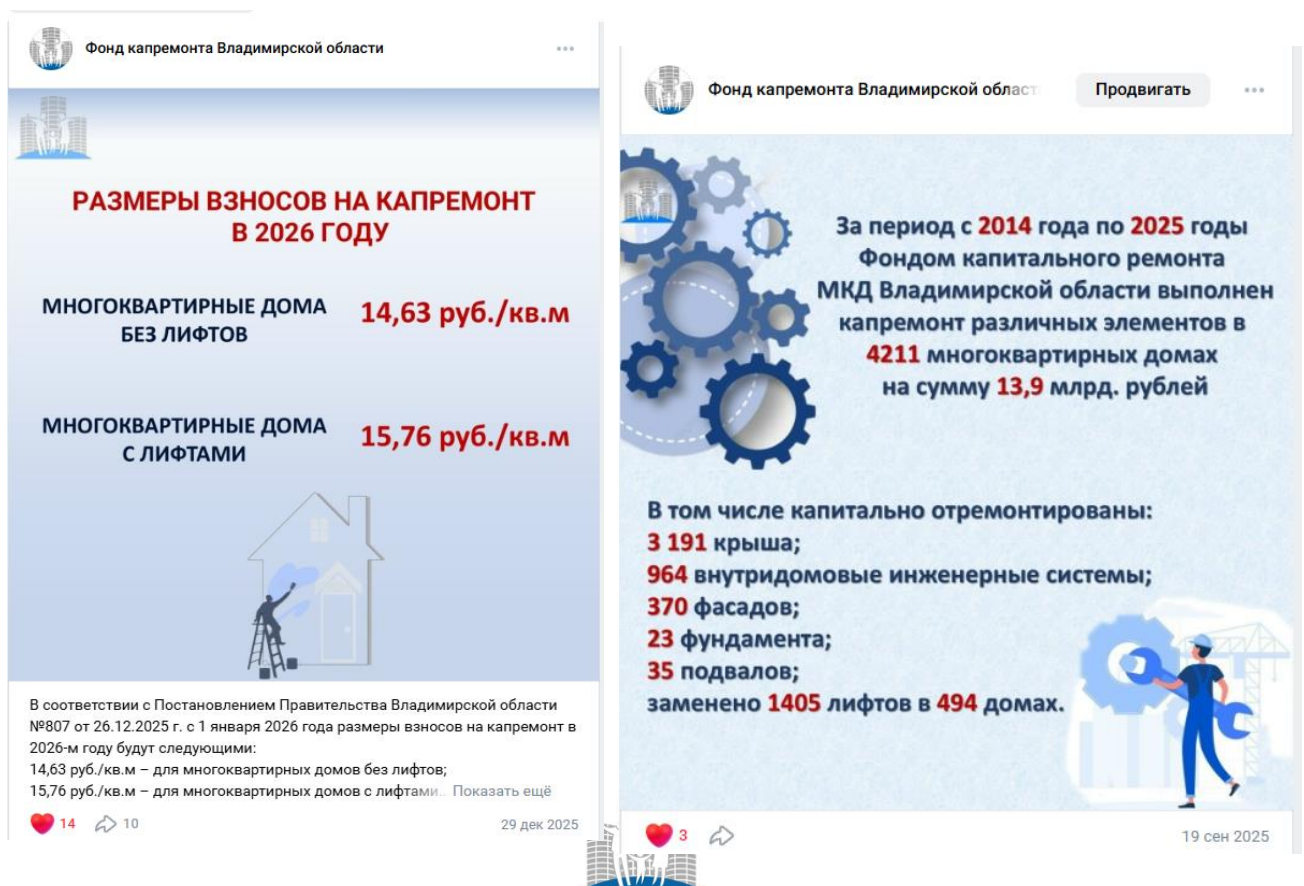 Фонд капремонта Владимирской области
РАЗМЕРЫ ВЗНОСОВ НА КАПРЕМОНТ
В 2026 ГОДУ
МНОГОКВАРТИРНЫЕ ДОМА
БЕЗ ЛИФТОВ
14,63 руб./кв.м
МНОГОКВАРТИРНЫЕ ДОМА
С ЛИФТАМИ
15,76 руб./кв.м
В соответствии с Постановлением Правительства Владимирской области
№807 от 26.12.2025 г. с 1 января 2026 года размеры взносов на капремонт в
2026-м году будут следующими:
14,63 руб./кв.м – для многоквартирных домов без лифтов;
15,76 руб./кв.м – для многоквартирных домов с лифтами... Показать ещё
14 10 29 дек 2025
Фонд капремонта Владимирской област
Продвигать
За период с 2014 года по 2025 годы
Фондом капитального ремонта
МКД Владимирской области выполнен
капремонт различных элементов в
4211 многоквартирных домах
на сумму 13,9 млрд. рублей
В том числе капитально отремонтированы:
3 191 крыша;
964 внутридомовые инженерные системы;
370 фасадов;
23 фундамента;
35 подвалов;
заменено 1405 лифтов в 494 домах.
3 19 сен 2025